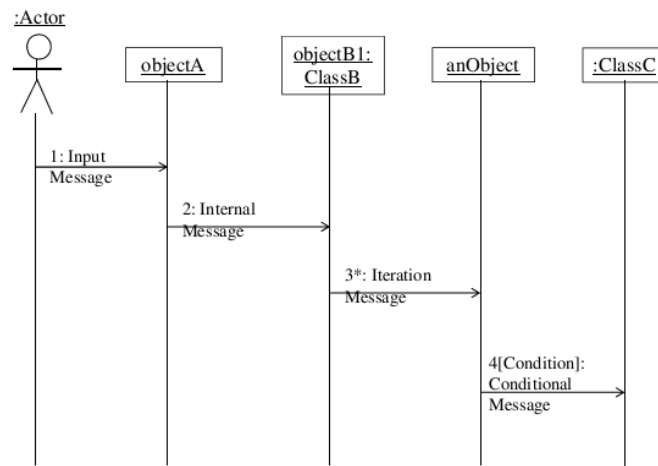 :Actor
objectA
objectB1:
ClassB
anObject
:ClassC
1: Input
Message
2: Internal
Message
3*: Iteration
Message
4[Condition]:
Conditional
Message